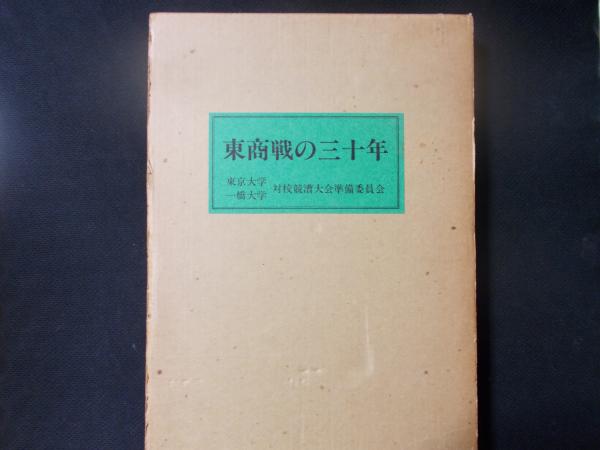 東商戦の三十年
東京大学
一橋大学
対校競漕大会準備委員会